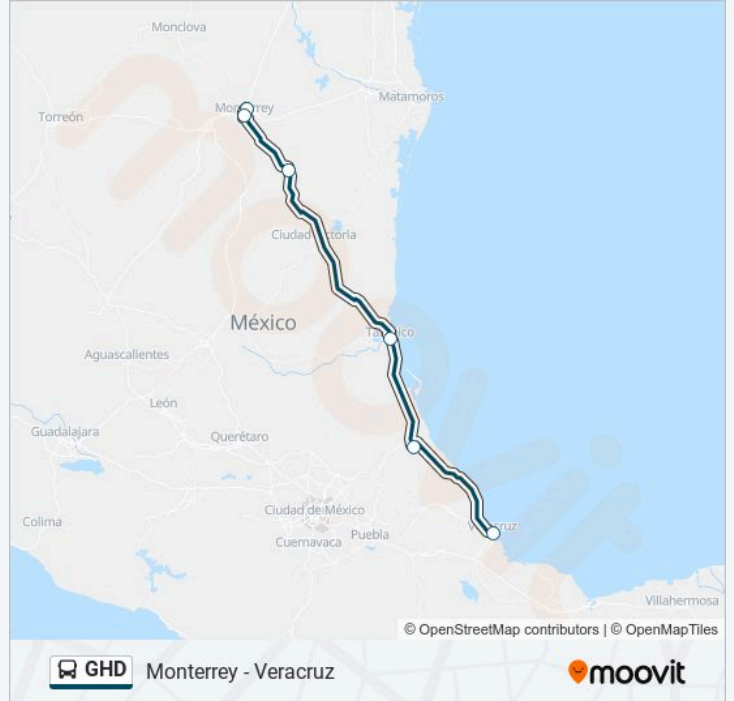 Monclova
Monterrey
Matamoros
Torreón
Ciudad Victoria
México
Tampico
Aguascalientes
León
Guadalajara
Querétaro
Ciudad de México
Colima
Puebla
Cuernavaca
Veracruz
Villahermosa
moovit
© OpenStreetMap contributors | © OpenMapTiles
GHD Monterrey - Veracruz
moovit